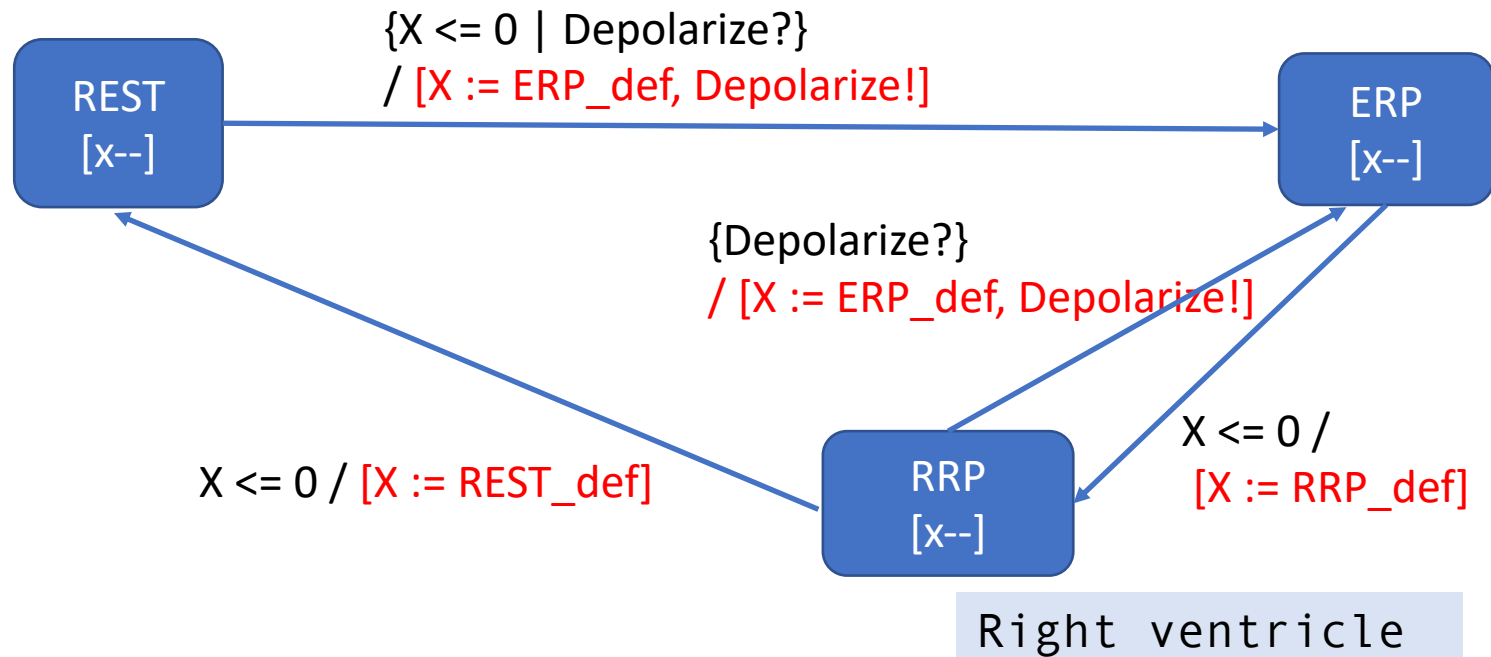 {X <= 0 | Depolarize?}
/ [X := ERP_def, Depolarize!]
REST
[x--]
ERP
[x--]
{Depolarize?}
/ [X := ERP_def, Depolarize!]
X <= 0 /
[X := RRP_def]
X <= 0 / [X := REST_def]
RRP
[x--]
Right ventricle